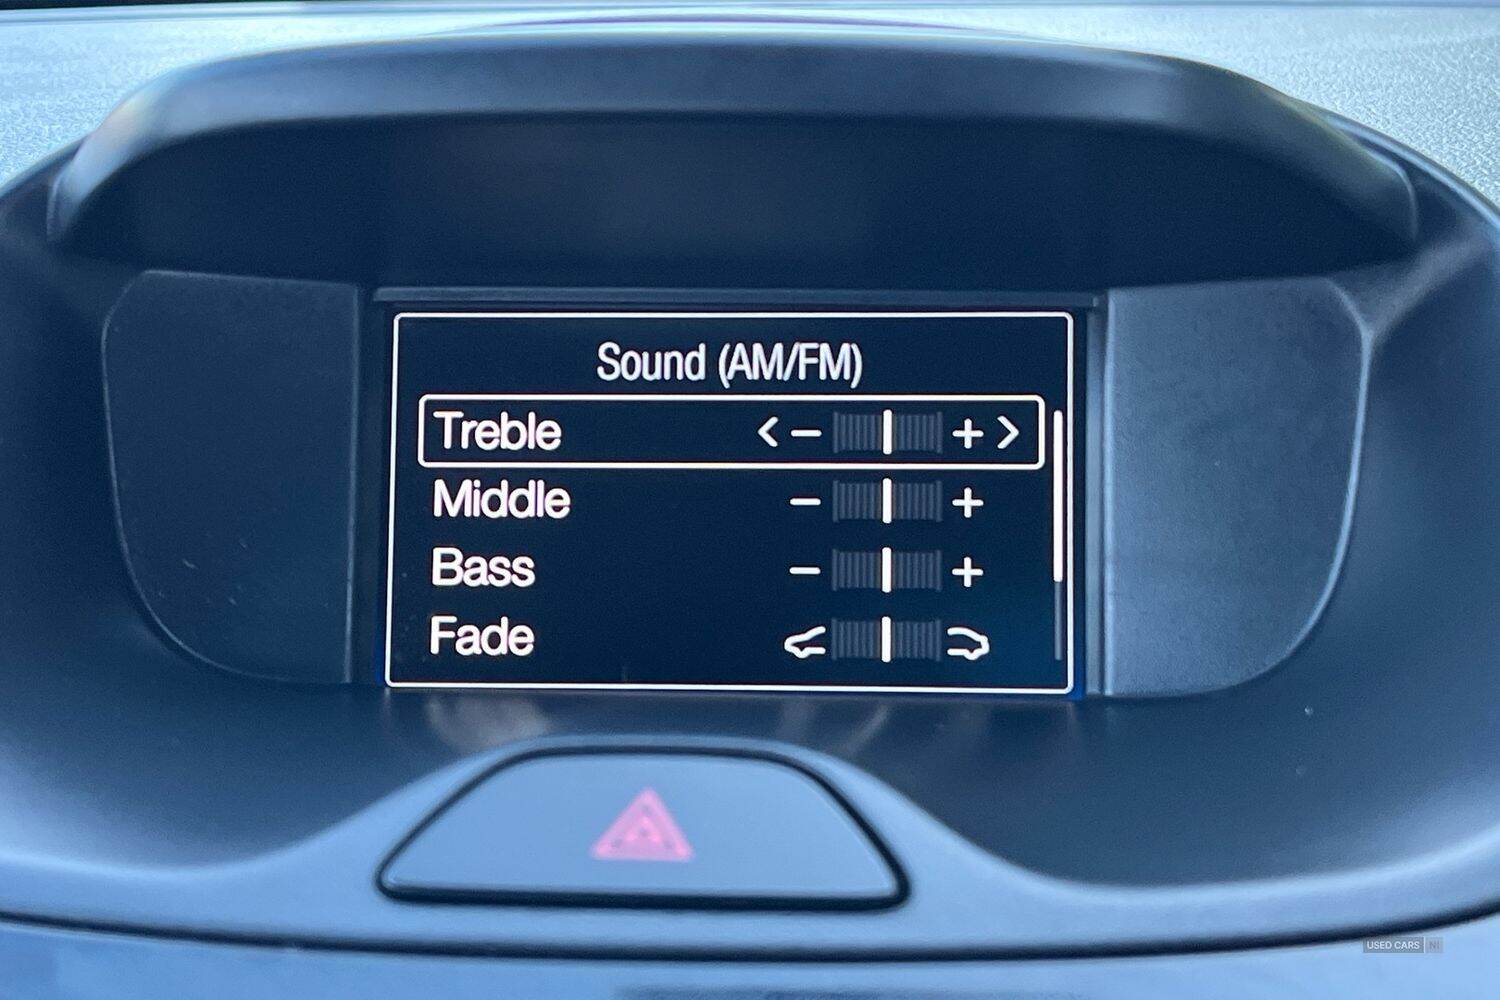 Sound (AM/FM)
Treble < - + >
Middle - +
Bass - +
Fade
USED CARS NI